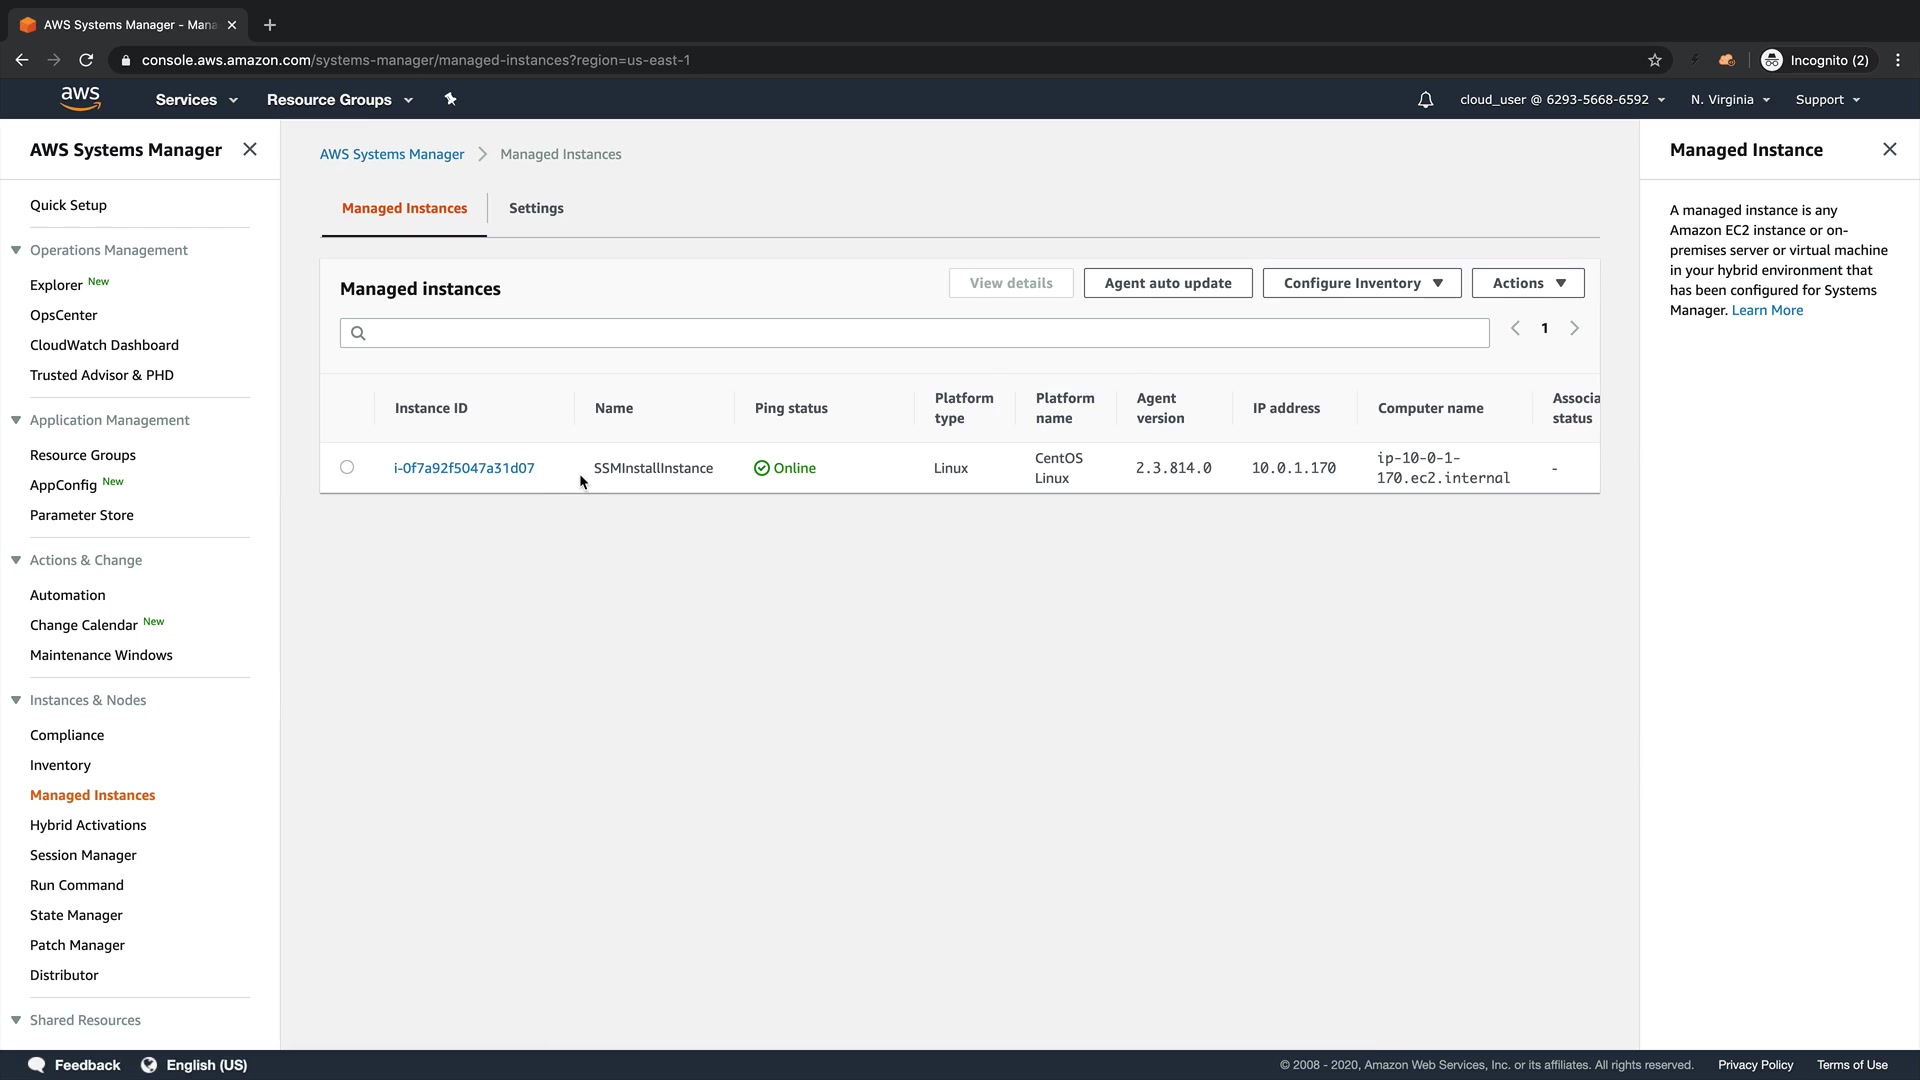 AWS Systems Manager - Mana
console.aws.amazon.com/systems-manager/managed-instances?region=us-east-1
Incognito (2)
aws
Services
Resource Groups
cloud_user @ 6293-5668-6592
N. Virginia
Support
AWS Systems Manager
Quick Setup
Operations Management
Explorer New
OpsCenter
CloudWatch Dashboard
Trusted Advisor & PHD
Application Management
Resource Groups
AppConfig New
Parameter Store
Actions & Change
Automation
Change Calendar New
Maintenance Windows
Instances & Nodes
Compliance
Inventory
Managed Instances
Hybrid Activations
Session Manager
Run Command
State Manager
Patch Manager
Distributor
Shared Resources
AWS Systems Manager > Managed Instances
Managed Instances
Settings
Managed instances
View details
Agent auto update
Configure Inventory
Actions
1
Instance ID
Name
Ping status
Platform
type
Platform
name
Agent
version
IP address
Computer name
Associa
status
i-0f7a92f5047a31d07
SSMInstallInstance
Online
Linux
CentOS
Linux
2.3.814.0
10.0.1.170
ip-10-0-1-
170.ec2.internal
-
Managed Instance
A managed instance is any
Amazon EC2 instance or on-
premises server or virtual machine
in your hybrid environment that
has been configured for Systems
Manager. Learn More
Feedback
English (US)
© 2008 - 2020, Amazon Web Services, Inc. or its affiliates. All rights reserved.
Privacy Policy
Terms of Use